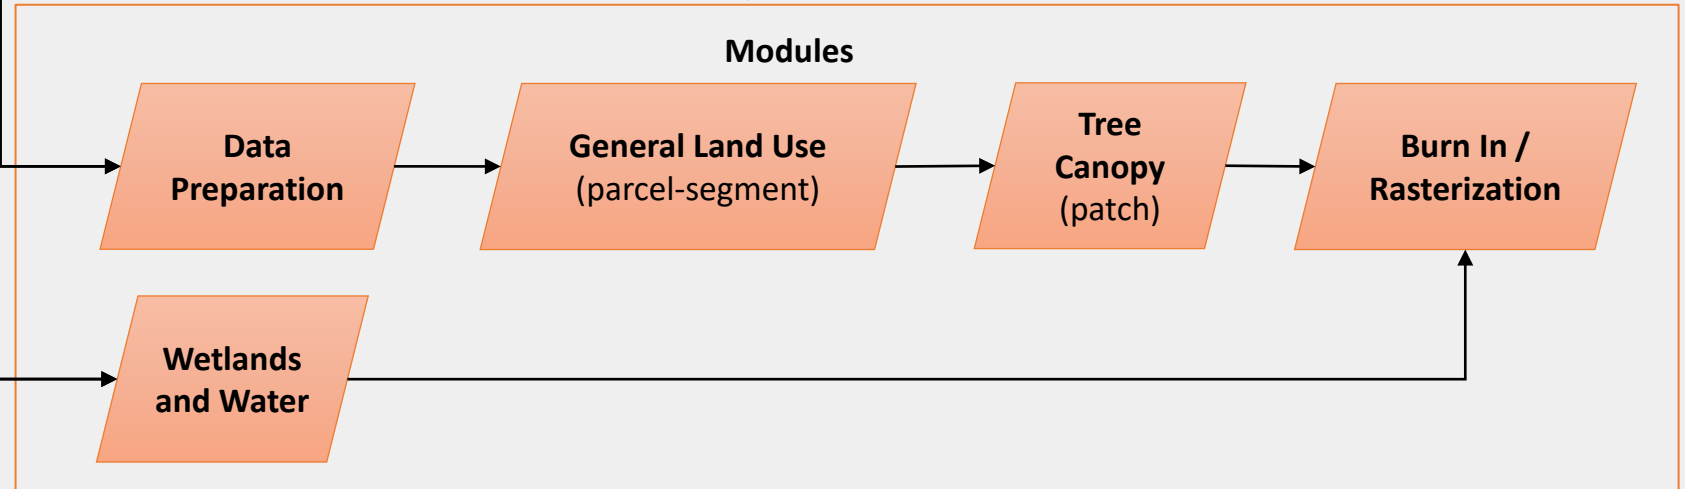 Modules
Data
Preparation
General Land Use
(parcel-segment)
Tree
Canopy
(patch)
Burn In /
Rasterization
Wetlands
and Water